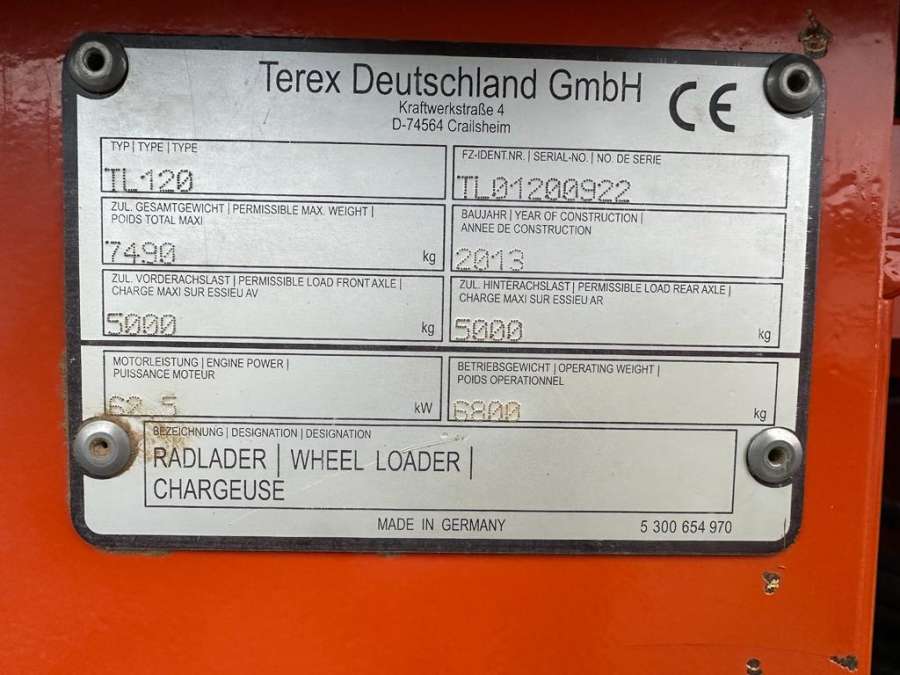 Terex Deutschland GmbH
Kraftwerkstraße 4
D-74564 Crailsheim
CE
TYP | TYPE | TYPE
TL120
FZ-IDENT.NR. | SERIAL-NO. | NO. DE SERIE
TL01200922
ZUL. GESAMTGEWICHT | PERMISSIBLE MAX. WEIGHT |
POIDS TOTAL MAXI
7490 kg
BAUJAHR | YEAR OF CONSTRUCTION |
ANNEE DE CONSTRUCTION
2013
ZUL. VORDERACHSLAST | PERMISSIBLE LOAD FRONT AXLE |
CHARGE MAXI SUR ESSIEU AV
5000 kg
ZUL. HINTERACHSLAST | PERMISSIBLE LOAD REAR AXLE |
CHARGE MAXI SUR ESSIEU AR
5000 kg
MOTORLEISTUNG | ENGINE POWER |
PUISSANCE MOTEUR
62.5 kW
BETRIEBSGEWICHT | OPERATING WEIGHT |
POIDS OPERATIONNEL
6800 kg
BEZEICHNUNG | DESIGNATION | DESIGNATION
RADLADER | WHEEL LOADER |
CHARGEUSE
MADE IN GERMANY
5 300 654 970